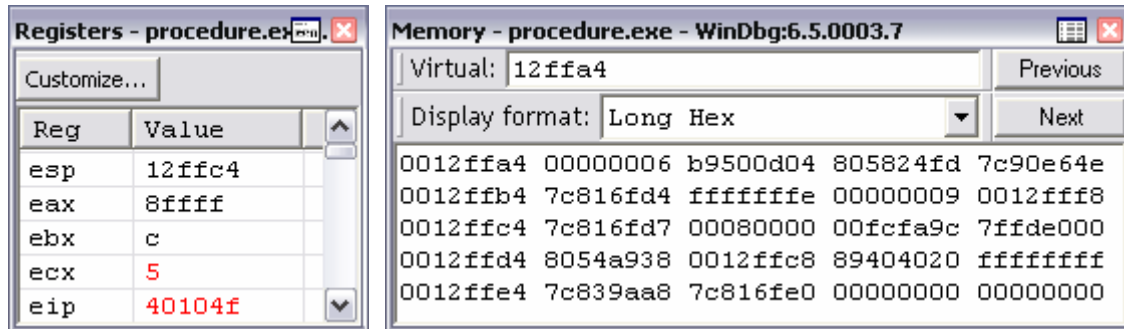 Registers - procedure.ex
Customize...
Reg Value
esp 12ffc4
eax 8ffff
ebx c
ecx 5
eip 40104f
Memory - procedure.exe - WinDbg:6.5.0003.7
Virtual: 12ffa4 Previous
Display format: Long Hex Next
0012ffa4 00000006 b9500d04 805824fd 7c90e64e
0012ffb4 7c816fd4 fffffffe 00000009 0012fff8
0012ffc4 7c816fd7 00080000 00fcfa9c 7ffde000
0012ffd4 8054a938 0012ffc8 89404020 ffffffff
0012ffe4 7c839aa8 7c816fe0 00000000 00000000